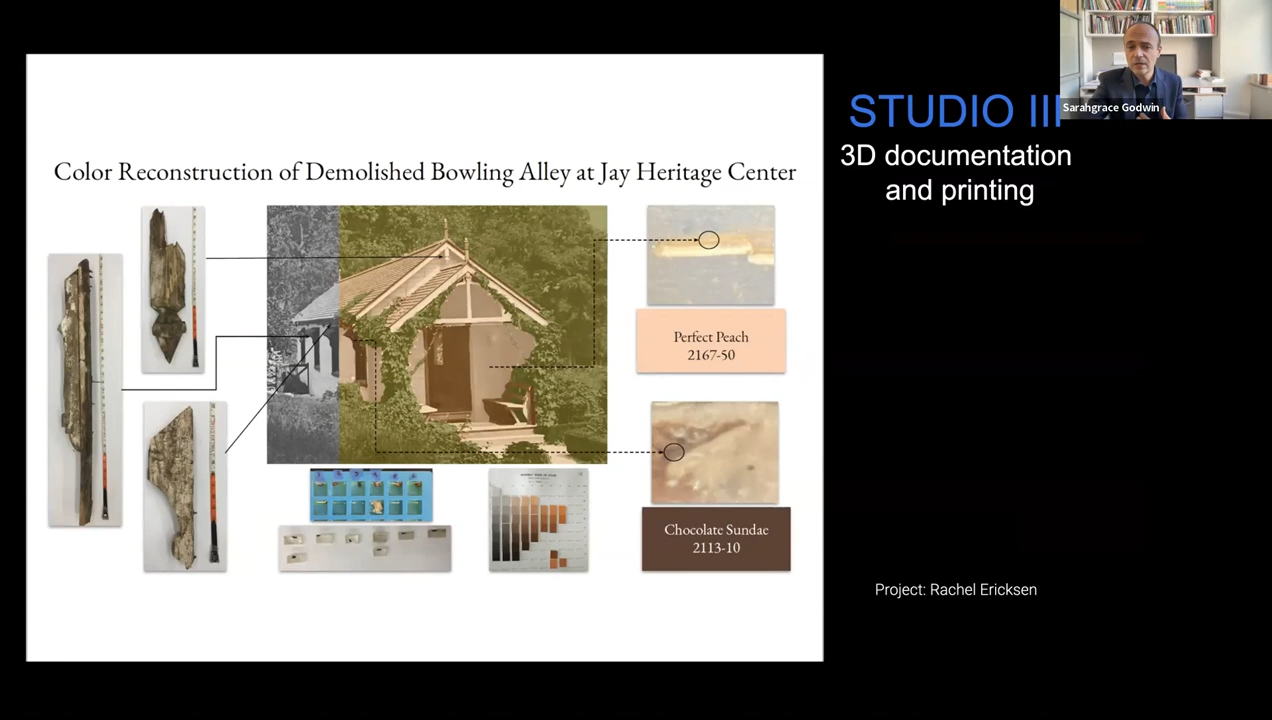 Color Reconstruction of Demolished Bowling Alley at Jay Heritage Center
Perfect Peach
2167-50
Chocolate Sundae
2113-10
STUDIO III
3D documentation
and printing
Sarahgrace Godwin
Project: Rachel Ericksen